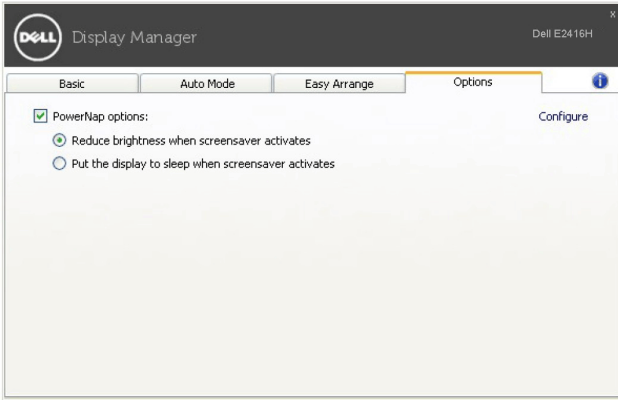 x
DELL Display Manager Dell E2416H
Basic Auto Mode Easy Arrange Options i
PowerNap options: Configure
Reduce brightness when screensaver activates
Put the display to sleep when screensaver activates